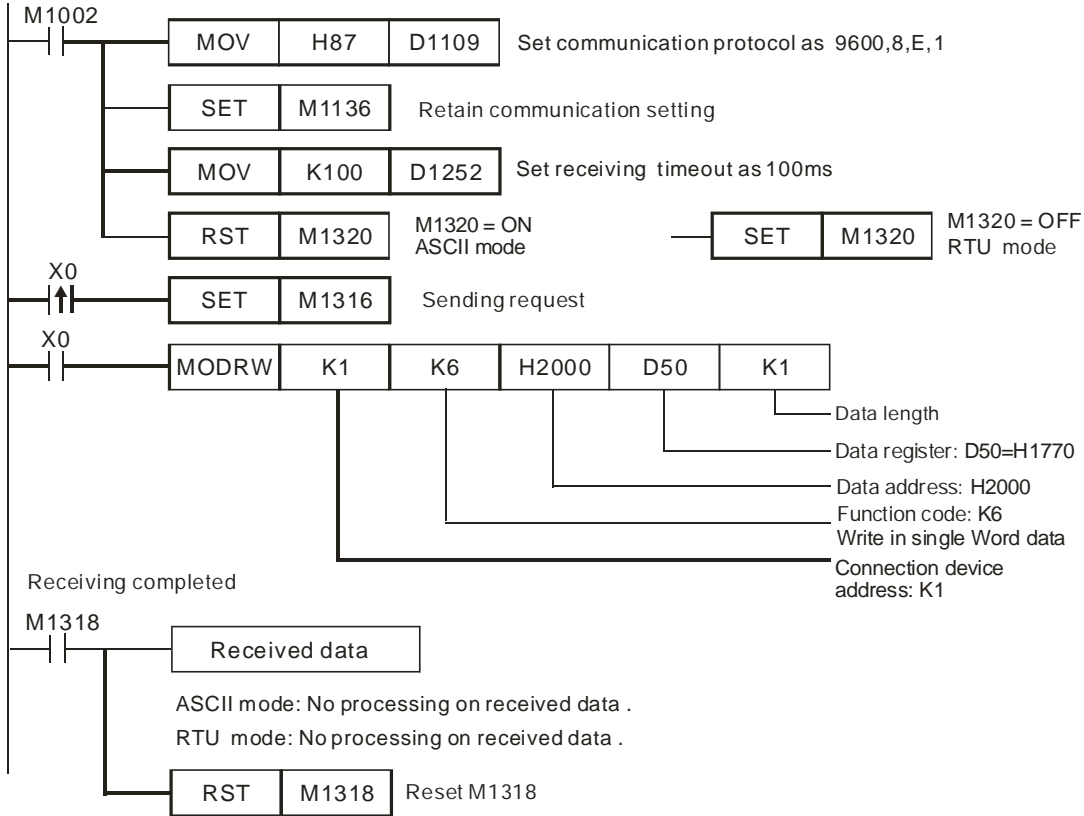 M1002
MOV H87 D1109 Set communication protocol as 9600,8,E,1
SET M1136 Retain communication setting
MOV K100 D1252 Set receiving timeout as 100ms
RST M1320 M1320 = ON
ASCII mode
SET M1320 M1320 = OFF
RTU mode
X0
SET M1316 Sending request
X0
MODRW K1 K6 H2000 D50 K1
Data length
Data register: D50=H1770
Data address: H2000
Function code: K6
Write in single Word data
Connection device
address: K1
Receiving completed
M1318
Received data
ASCII mode: No processing on received data .
RTU mode: No processing on received data .
RST M1318 Reset M1318